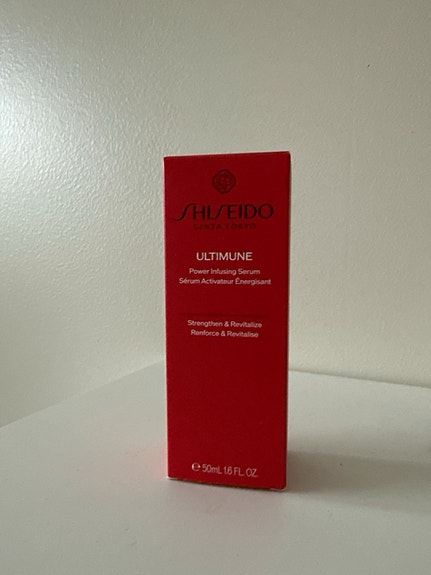 SHISEIDO
GINZA TOKYO
ULTIMUNE
Power Infusing Serum
Sérum Activateur Énergisant
Strengthen & Revitalize
Renforce & Revitalise
℮ 50mL 1.6 FL. OZ.